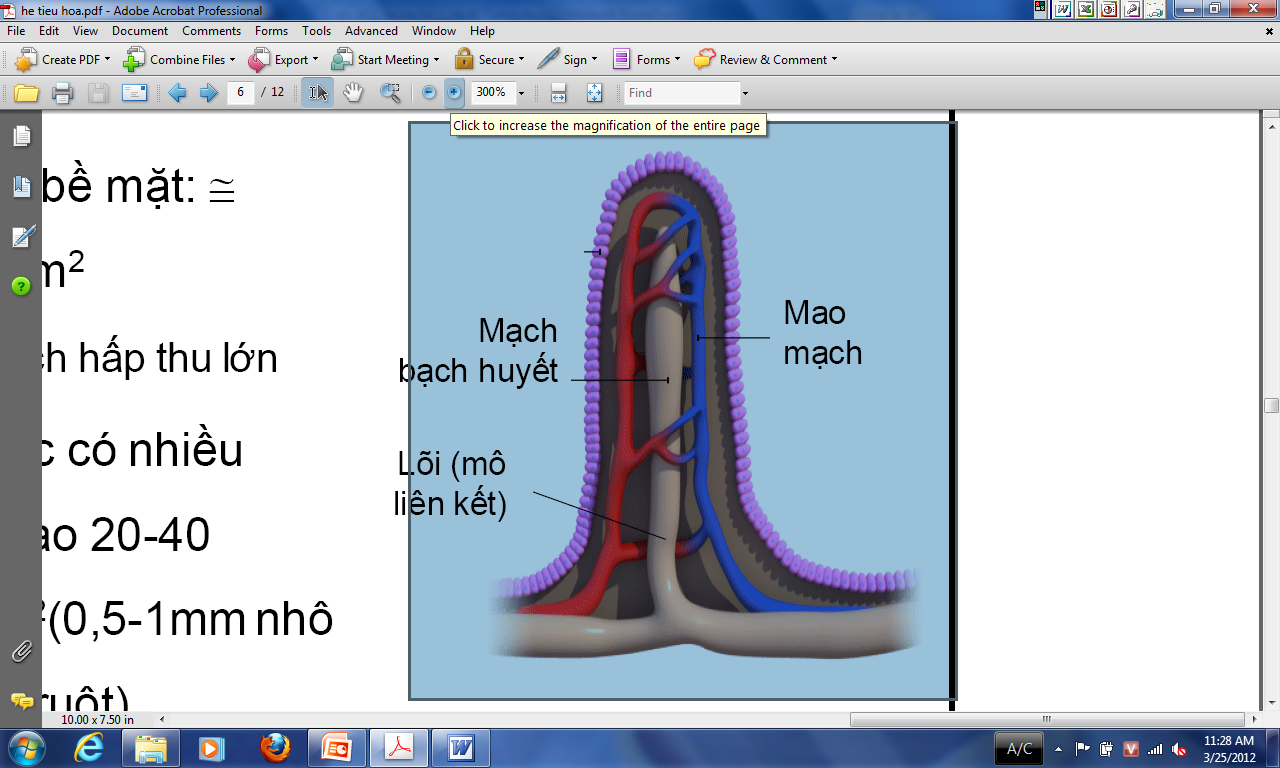 he tieu hoa.pdf - Adobe Acrobat Professional
File Edit View Document Comments Forms Tools Advanced Window Help
Create PDF Combine Files Export Start Meeting Secure Sign Forms Review & Comment
6 / 12 300% Find
Click to increase the magnification of the entire page
bề mặt: ≅
m²
ch hấp thu lớn
c có nhiều
ao 20-40
²(0,5-1mm nhô
ruột)
Mạch
bạch huyết
Lõi (mô
liên kết)
Mao
mạch
10.00 x 7.50 in
A/C
11:28 AM
3/25/2012